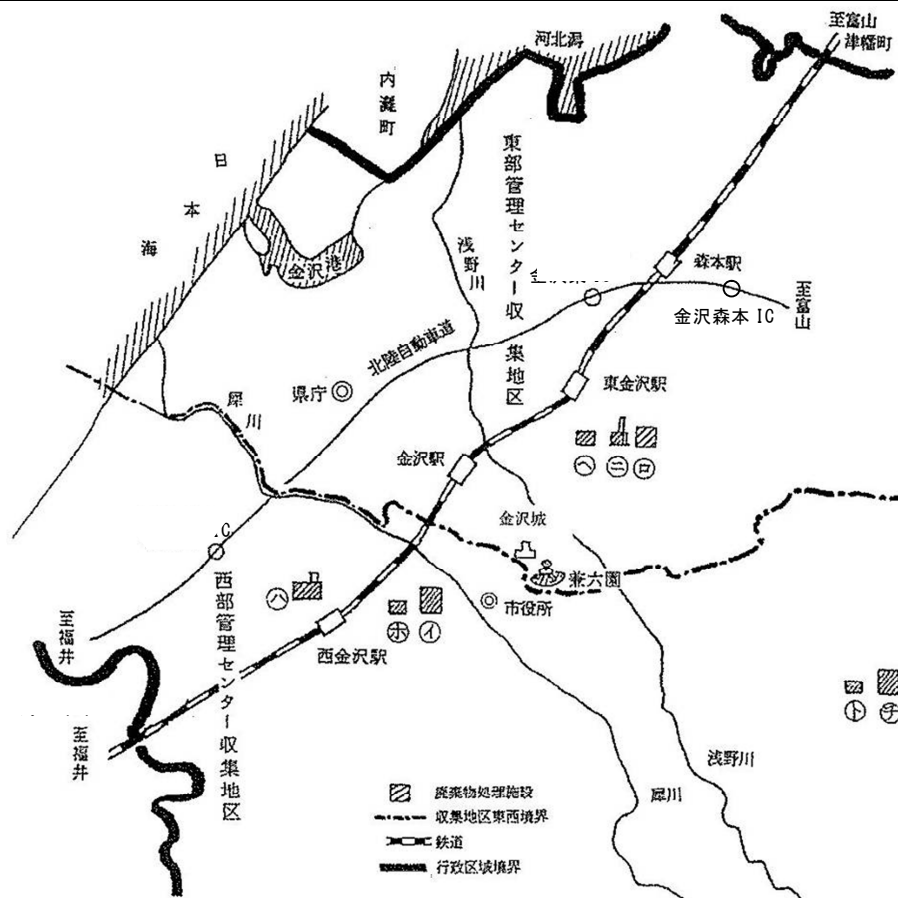 至富山
津幡町
河北潟
内灘町
日本海
金沢港
浅野川
東部管理センター収集地区
森本駅
至富山
金沢森本 IC
北陸自動車道
県庁
東金沢駅
犀川
金沢駅
ヘ ニ ロ
金沢城
兼六園
市役所
IC
ハ
ホ イ
西金沢駅
西部管理センター収集地区
至福井
至福井
ト チ
浅野川
犀川
廃棄物処理施設
収集地区東西境界
鉄道
行政区域境界